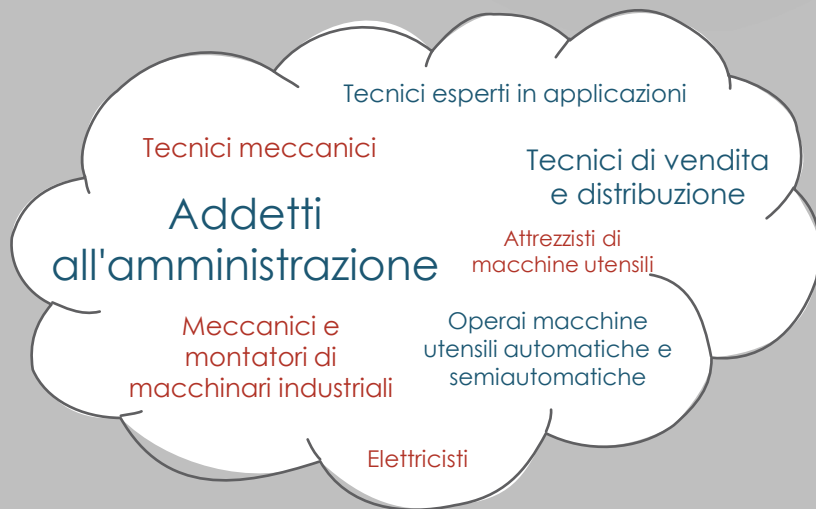 Tecnici esperti in applicazioni
Tecnici meccanici
Tecnici di vendita
e distribuzione
Addetti
all'amministrazione
Attrezzisti di
macchine utensili
Meccanici e
montatori di
macchinari industriali
Operai macchine
utensili automatiche e
semiautomatiche
Elettricisti